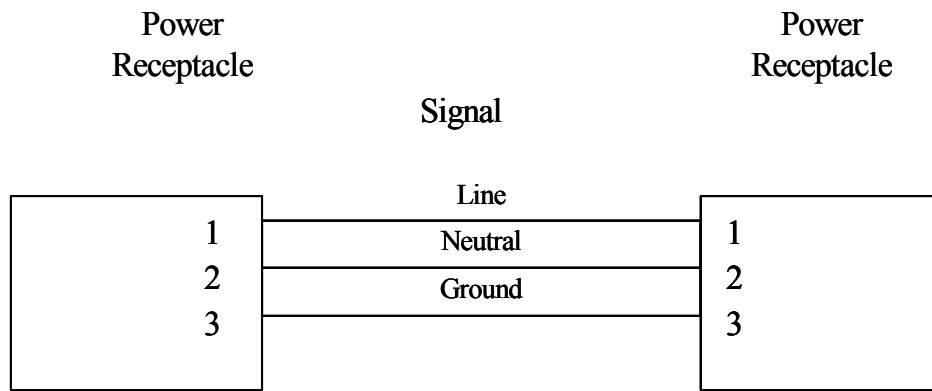 Power
Receptacle
Power
Receptacle
Signal
Line
1
1
Neutral
2
2
Ground
3
3